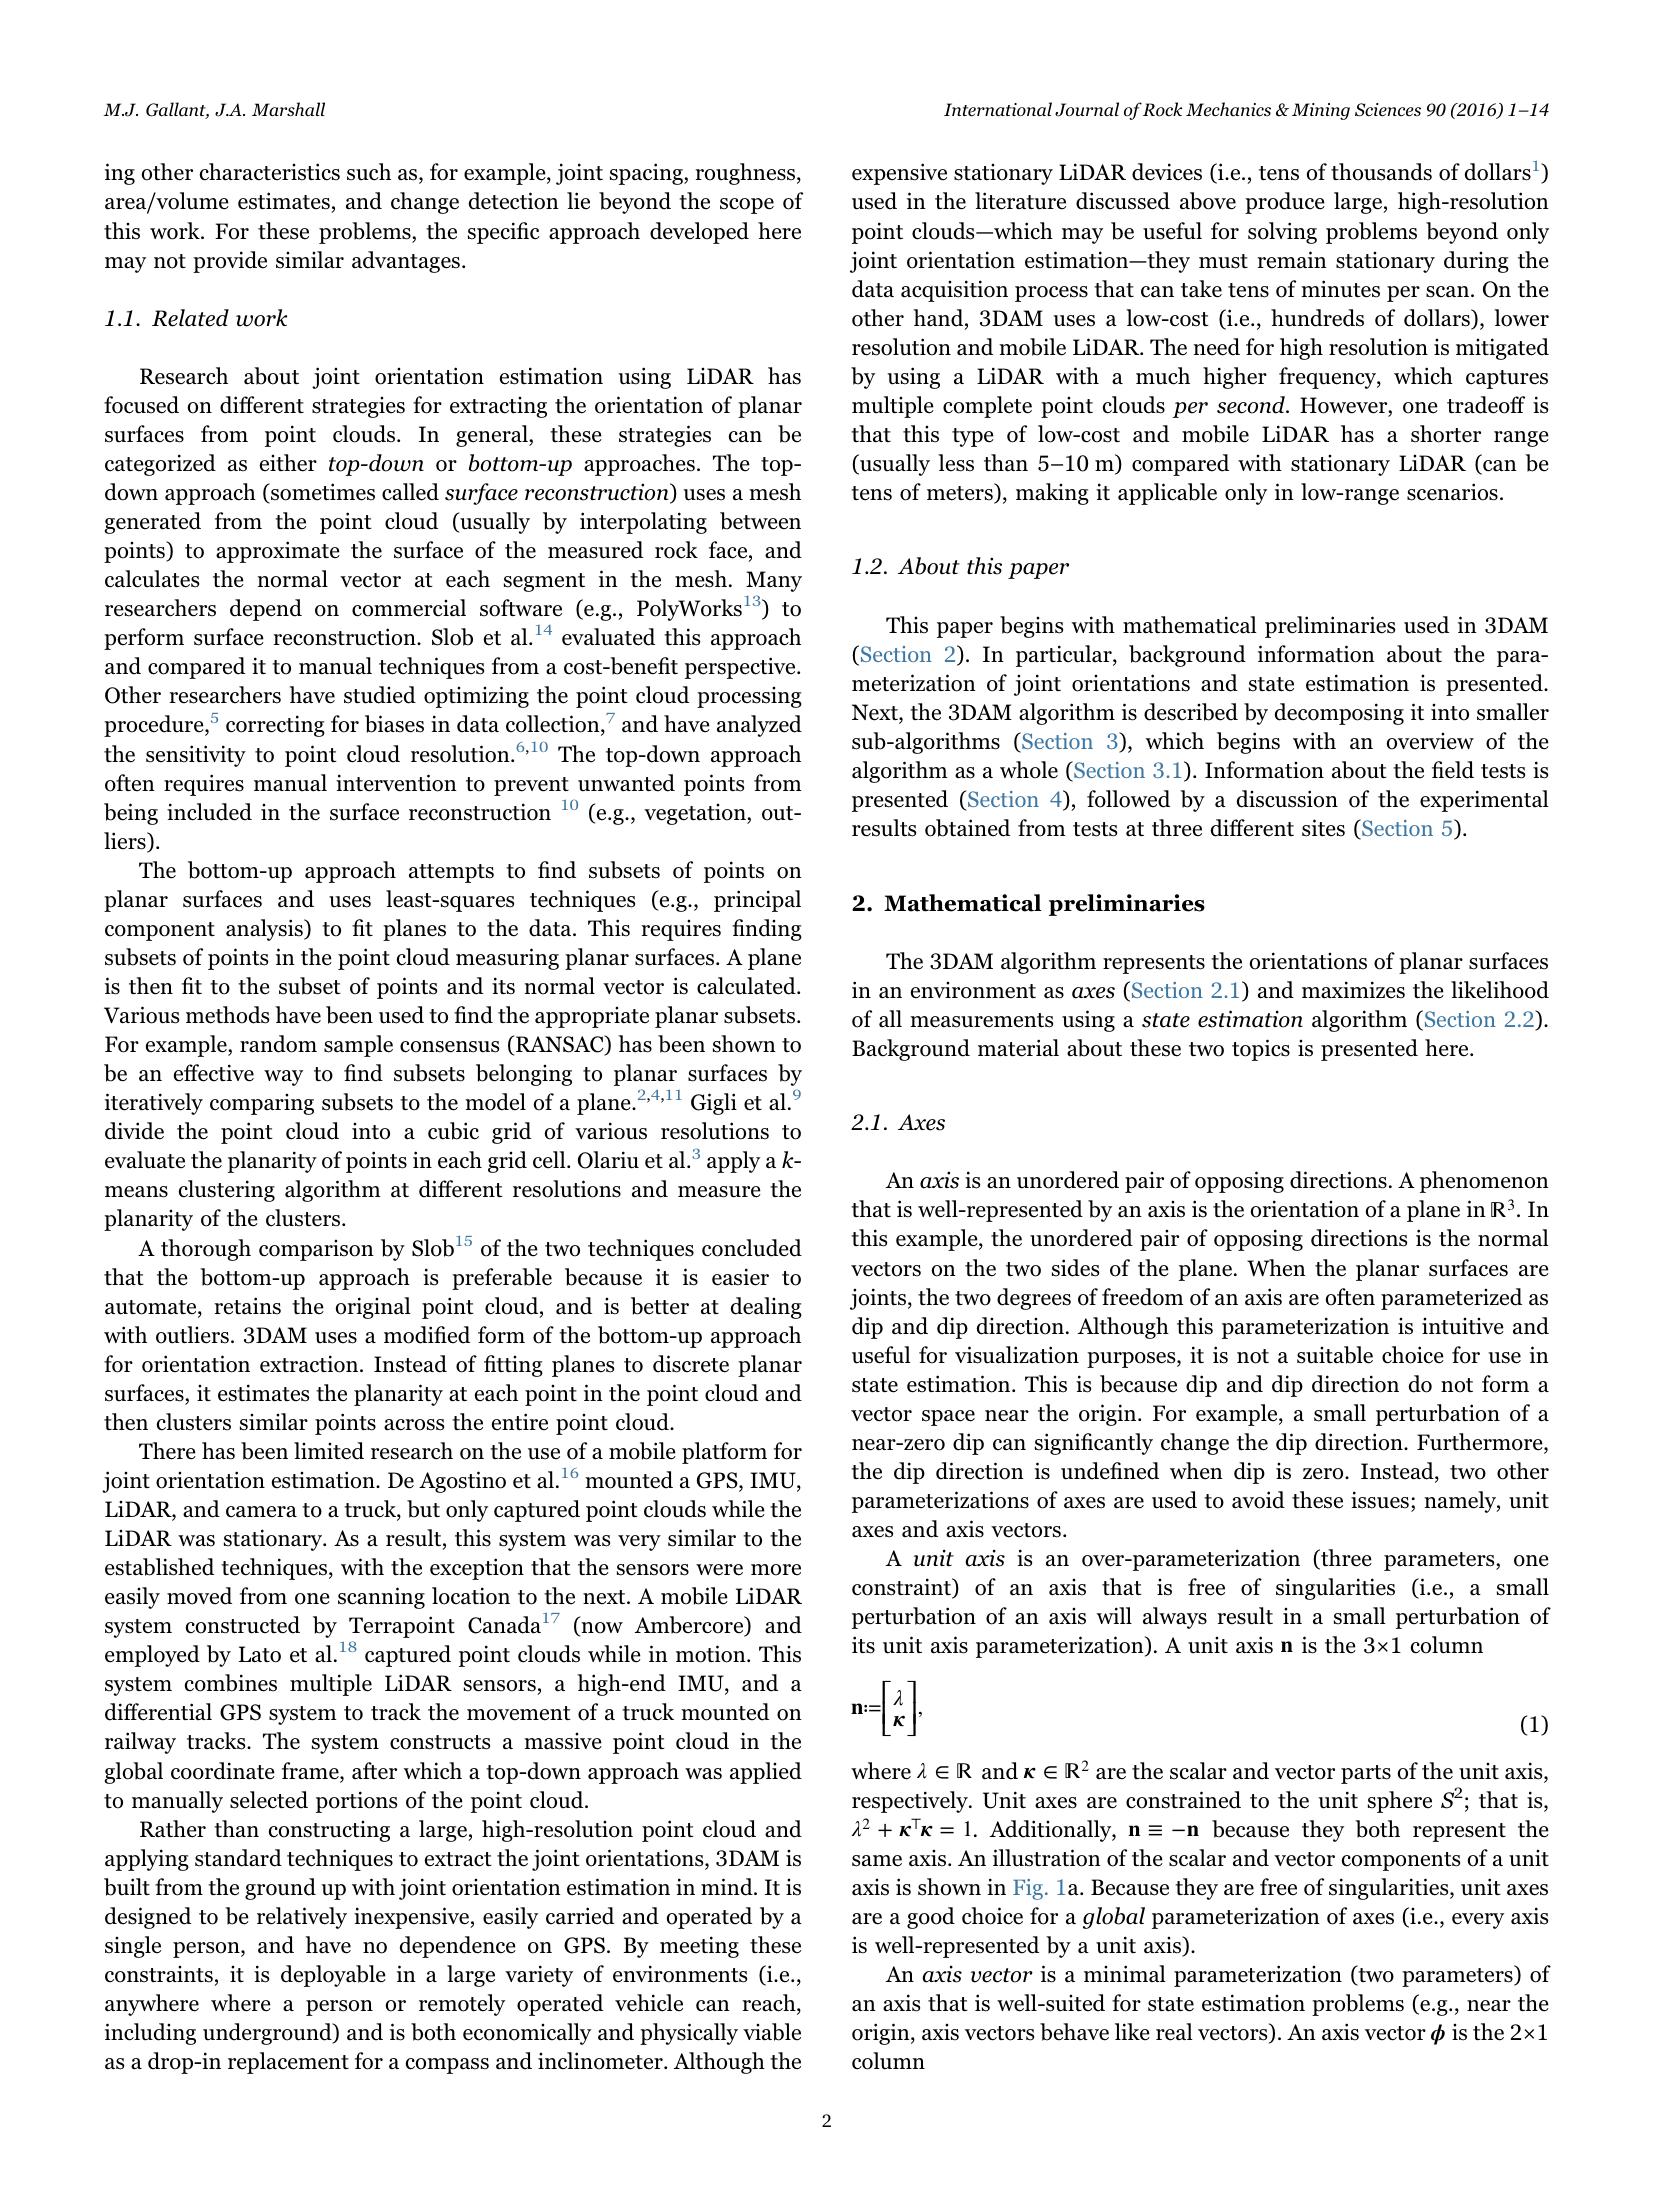 M.J. Gallant, J.A. Marshall
International Journal of Rock Mechanics & Mining Sciences 90 (2016) 1–14
ing other characteristics such as, for example, joint spacing, roughness,
area/volume estimates, and change detection lie beyond the scope of
this work. For these problems, the specific approach developed here
may not provide similar advantages.
1.1. Related work
Research about joint orientation estimation using LiDAR has
focused on different strategies for extracting the orientation of planar
surfaces from point clouds. In general, these strategies can be
categorized as either top-down or bottom-up approaches. The top-
down approach (sometimes called surface reconstruction) uses a mesh
generated from the point cloud (usually by interpolating between
points) to approximate the surface of the measured rock face, and
calculates the normal vector at each segment in the mesh. Many
researchers depend on commercial software (e.g., PolyWorks13) to
perform surface reconstruction. Slob et al.14 evaluated this approach
and compared it to manual techniques from a cost-benefit perspective.
Other researchers have studied optimizing the point cloud processing
procedure,5 correcting for biases in data collection,7 and have analyzed
the sensitivity to point cloud resolution.6,10 The top-down approach
often requires manual intervention to prevent unwanted points from
being included in the surface reconstruction 10 (e.g., vegetation, out-
liers).
The bottom-up approach attempts to find subsets of points on
planar surfaces and uses least-squares techniques (e.g., principal
component analysis) to fit planes to the data. This requires finding
subsets of points in the point cloud measuring planar surfaces. A plane
is then fit to the subset of points and its normal vector is calculated.
Various methods have been used to find the appropriate planar subsets.
For example, random sample consensus (RANSAC) has been shown to
be an effective way to find subsets belonging to planar surfaces by
iteratively comparing subsets to the model of a plane.2,4,11 Gigli et al.9
divide the point cloud into a cubic grid of various resolutions to
evaluate the planarity of points in each grid cell. Olariu et al.3 apply a k-
means clustering algorithm at different resolutions and measure the
planarity of the clusters.
A thorough comparison by Slob15 of the two techniques concluded
that the bottom-up approach is preferable because it is easier to
automate, retains the original point cloud, and is better at dealing
with outliers. 3DAM uses a modified form of the bottom-up approach
for orientation extraction. Instead of fitting planes to discrete planar
surfaces, it estimates the planarity at each point in the point cloud and
then clusters similar points across the entire point cloud.
There has been limited research on the use of a mobile platform for
joint orientation estimation. De Agostino et al.16 mounted a GPS, IMU,
LiDAR, and camera to a truck, but only captured point clouds while the
LiDAR was stationary. As a result, this system was very similar to the
established techniques, with the exception that the sensors were more
easily moved from one scanning location to the next. A mobile LiDAR
system constructed by Terrapoint Canada17 (now Ambercore) and
employed by Lato et al.18 captured point clouds while in motion. This
system combines multiple LiDAR sensors, a high-end IMU, and a
differential GPS system to track the movement of a truck mounted on
railway tracks. The system constructs a massive point cloud in the
global coordinate frame, after which a top-down approach was applied
to manually selected portions of the point cloud.
Rather than constructing a large, high-resolution point cloud and
applying standard techniques to extract the joint orientations, 3DAM is
built from the ground up with joint orientation estimation in mind. It is
designed to be relatively inexpensive, easily carried and operated by a
single person, and have no dependence on GPS. By meeting these
constraints, it is deployable in a large variety of environments (i.e.,
anywhere where a person or remotely operated vehicle can reach,
including underground) and is both economically and physically viable
as a drop-in replacement for a compass and inclinometer. Although the
expensive stationary LiDAR devices (i.e., tens of thousands of dollars1)
used in the literature discussed above produce large, high-resolution
point clouds—which may be useful for solving problems beyond only
joint orientation estimation—they must remain stationary during the
data acquisition process that can take tens of minutes per scan. On the
other hand, 3DAM uses a low-cost (i.e., hundreds of dollars), lower
resolution and mobile LiDAR. The need for high resolution is mitigated
by using a LiDAR with a much higher frequency, which captures
multiple complete point clouds per second. However, one tradeoff is
that this type of low-cost and mobile LiDAR has a shorter range
(usually less than 5–10 m) compared with stationary LiDAR (can be
tens of meters), making it applicable only in low-range scenarios.
1.2. About this paper
This paper begins with mathematical preliminaries used in 3DAM
(Section 2). In particular, background information about the para-
meterization of joint orientations and state estimation is presented.
Next, the 3DAM algorithm is described by decomposing it into smaller
sub-algorithms (Section 3), which begins with an overview of the
algorithm as a whole (Section 3.1). Information about the field tests is
presented (Section 4), followed by a discussion of the experimental
results obtained from tests at three different sites (Section 5).
2. Mathematical preliminaries
The 3DAM algorithm represents the orientations of planar surfaces
in an environment as axes (Section 2.1) and maximizes the likelihood
of all measurements using a state estimation algorithm (Section 2.2).
Background material about these two topics is presented here.
2.1. Axes
An axis is an unordered pair of opposing directions. A phenomenon
that is well-represented by an axis is the orientation of a plane in ℝ³. In
this example, the unordered pair of opposing directions is the normal
vectors on the two sides of the plane. When the planar surfaces are
joints, the two degrees of freedom of an axis are often parameterized as
dip and dip direction. Although this parameterization is intuitive and
useful for visualization purposes, it is not a suitable choice for use in
state estimation. This is because dip and dip direction do not form a
vector space near the origin. For example, a small perturbation of a
near-zero dip can significantly change the dip direction. Furthermore,
the dip direction is undefined when dip is zero. Instead, two other
parameterizations of axes are used to avoid these issues; namely, unit
axes and axis vectors.
A unit axis is an over-parameterization (three parameters, one
constraint) of an axis that is free of singularities (i.e., a small
perturbation of an axis will always result in a small perturbation of
its unit axis parameterization). A unit axis n is the 3×1 column
n:=[λ κ], (1)
where λ ∈ ℝ and κ ∈ ℝ² are the scalar and vector parts of the unit axis,
respectively. Unit axes are constrained to the unit sphere S²; that is,
λ² + κ⊤κ = 1. Additionally, n ≡ −n because they both represent the
same axis. An illustration of the scalar and vector components of a unit
axis is shown in Fig. 1a. Because they are free of singularities, unit axes
are a good choice for a global parameterization of axes (i.e., every axis
is well-represented by a unit axis).
An axis vector is a minimal parameterization (two parameters) of
an axis that is well-suited for state estimation problems (e.g., near the
origin, axis vectors behave like real vectors). An axis vector ϕ is the 2×1
column
2